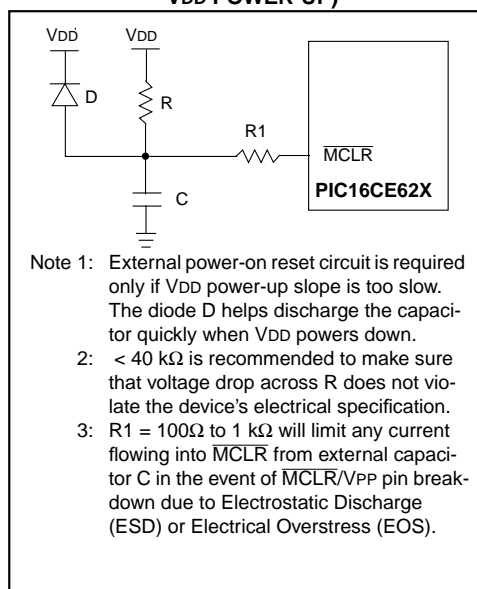 VDD POWER-UP)
VDD VDD
D
R
R1
MCLR
PIC16CE62X
C
Note 1: External power-on reset circuit is required
only if VDD power-up slope is too slow.
The diode D helps discharge the capaci-
tor quickly when VDD powers down.
2: < 40 kΩ is recommended to make sure
that voltage drop across R does not vio-
late the device's electrical specification.
3: R1 = 100Ω to 1 kΩ will limit any current
flowing into MCLR from external capaci-
tor C in the event of MCLR/VPP pin break-
down due to Electrostatic Discharge
(ESD) or Electrical Overstress (EOS).